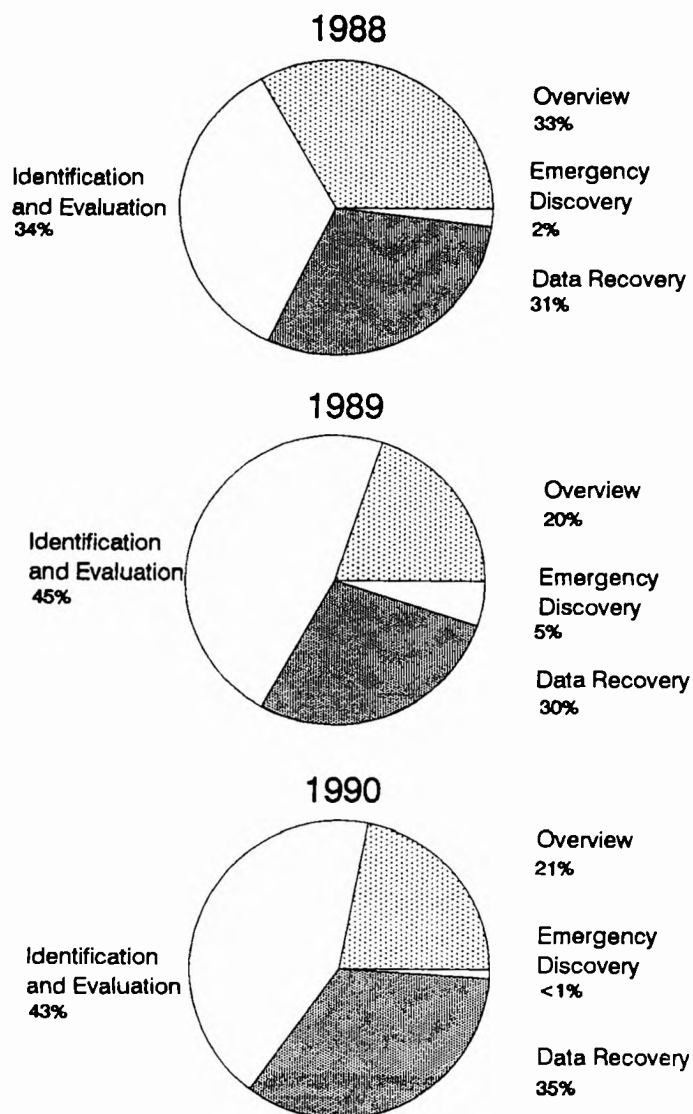 1988
Overview
33%
Identification
and Evaluation
34%
Emergency
Discovery
2%
Data Recovery
31%
1989
Overview
20%
Identification
and Evaluation
45%
Emergency
Discovery
5%
Data Recovery
30%
1990
Overview
21%
Identification
and Evaluation
43%
Emergency
Discovery
<1%
Data Recovery
35%